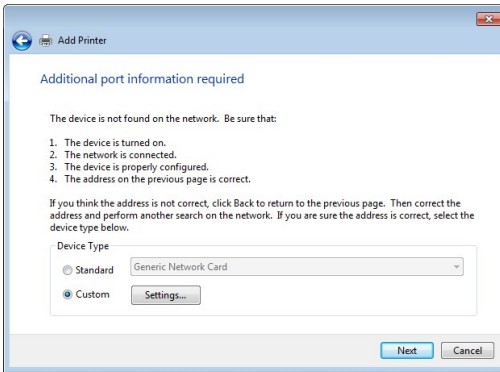 Add Printer
Additional port information required
The device is not found on the network. Be sure that:
1. The device is turned on.
2. The network is connected.
3. The device is properly configured.
4. The address on the previous page is correct.
If you think the address is not correct, click Back to return to the previous page. Then correct the
address and perform another search on the network. If you are sure the address is correct, select the
device type below.
Device Type
Standard Generic Network Card
Custom Settings...
Next Cancel